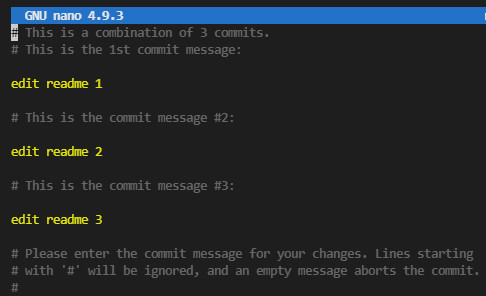 GNU nano 4.9.3
# This is a combination of 3 commits.
# This is the 1st commit message:
edit readme 1
# This is the commit message #2:
edit readme 2
# This is the commit message #3:
edit readme 3
# Please enter the commit message for your changes. Lines starting
# with '#' will be ignored, and an empty message aborts the commit.
#